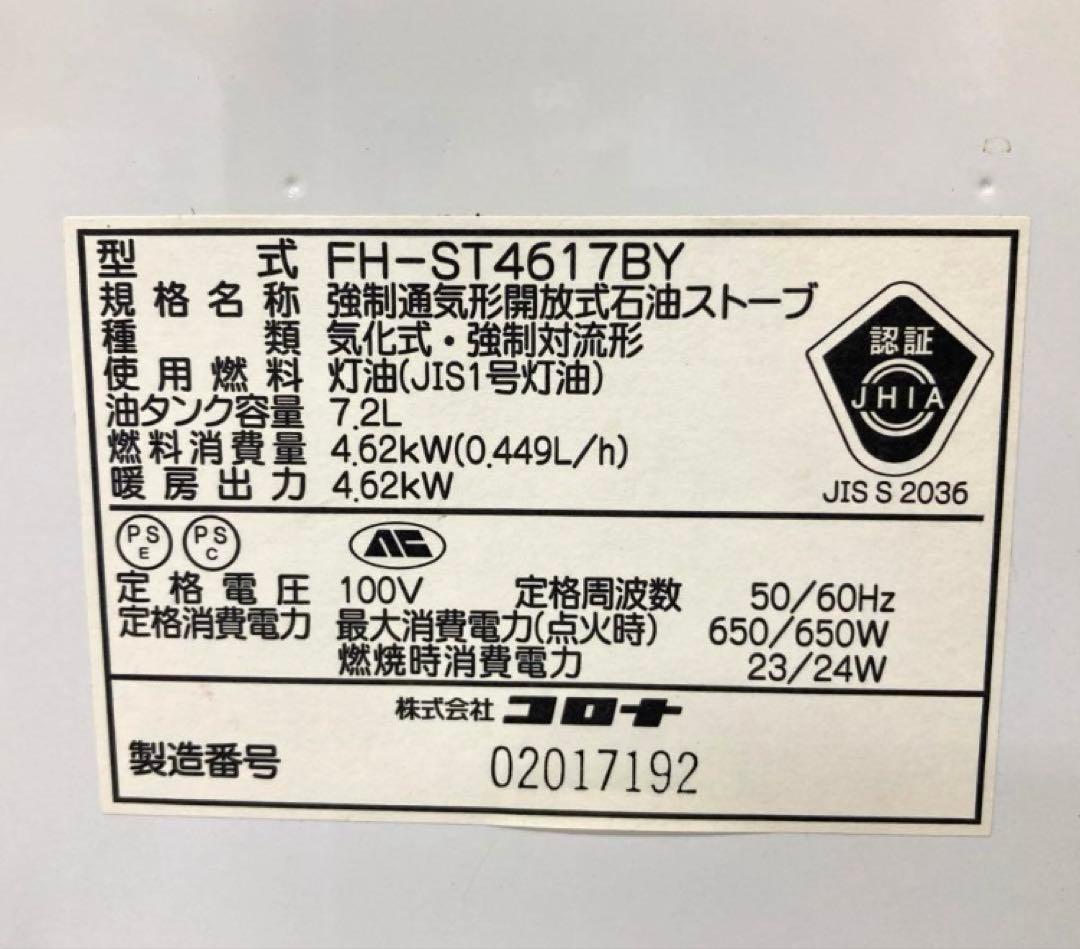 型式 FH-ST4617BY
規格名称 強制通気形開放式石油ストーブ
種類 気化式・強制対流形
使用燃料 灯油(JIS1号灯油)
油タンク容量 7.2L
燃料消費量 4.62kW(0.449L/h)
暖房出力 4.62kW
認証
JHIA
JIS S 2036
PS E PS C
定格電圧 100V 定格周波数 50/60Hz
定格消費電力 最大消費電力(点火時) 650/650W
燃焼時消費電力 23/24W
株式会社 コロナ
製造番号 02017192